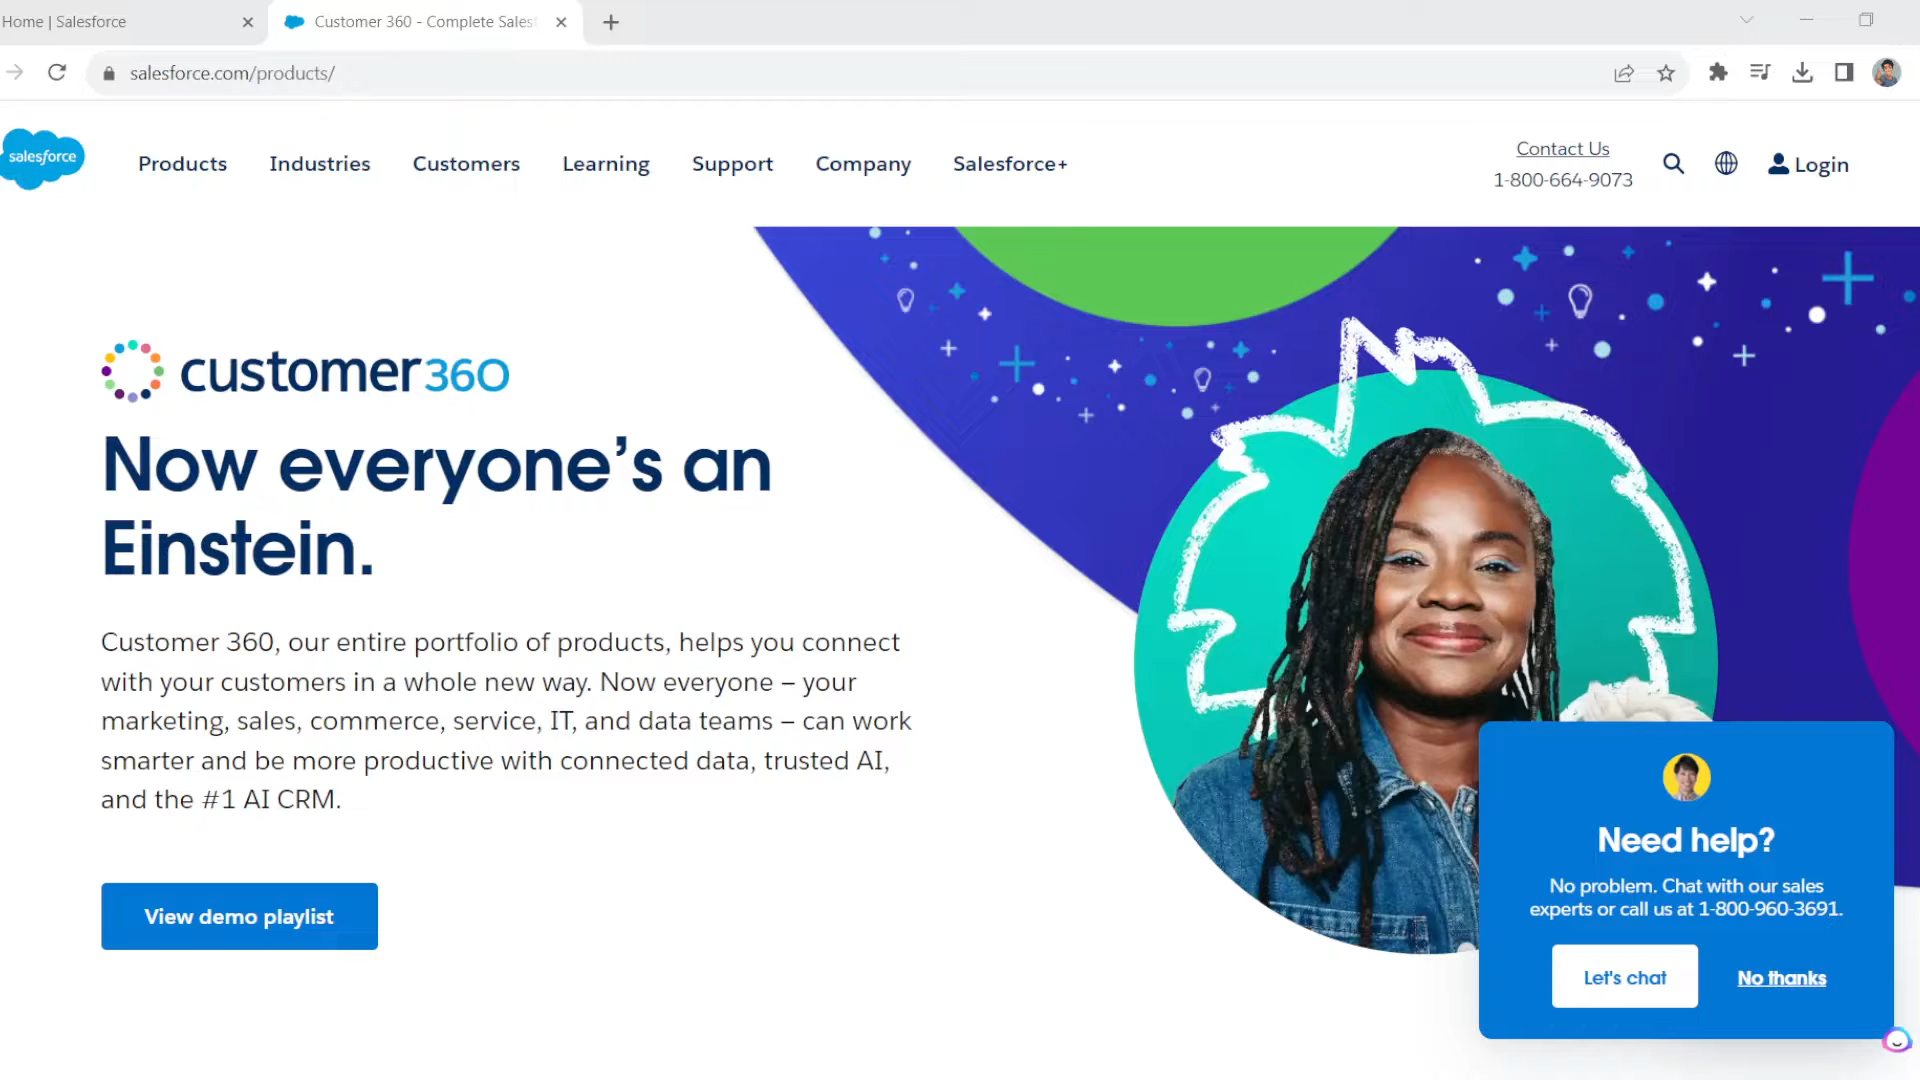 Home | Salesforce
Customer 360 - Complete Sales
salesforce.com/products/
salesforce
Products
Industries
Customers
Learning
Support
Company
Salesforce+
Contact Us
1-800-664-9073
Login
customer360
Now everyone’s an
Einstein.
Customer 360, our entire portfolio of products, helps you connect
with your customers in a whole new way. Now everyone – your
marketing, sales, commerce, service, IT, and data teams – can work
smarter and be more productive with connected data, trusted AI,
and the #1 AI CRM.
View demo playlist
Need help?
No problem. Chat with our sales
experts or call us at 1-800-960-3691.
Let's chat
No thanks